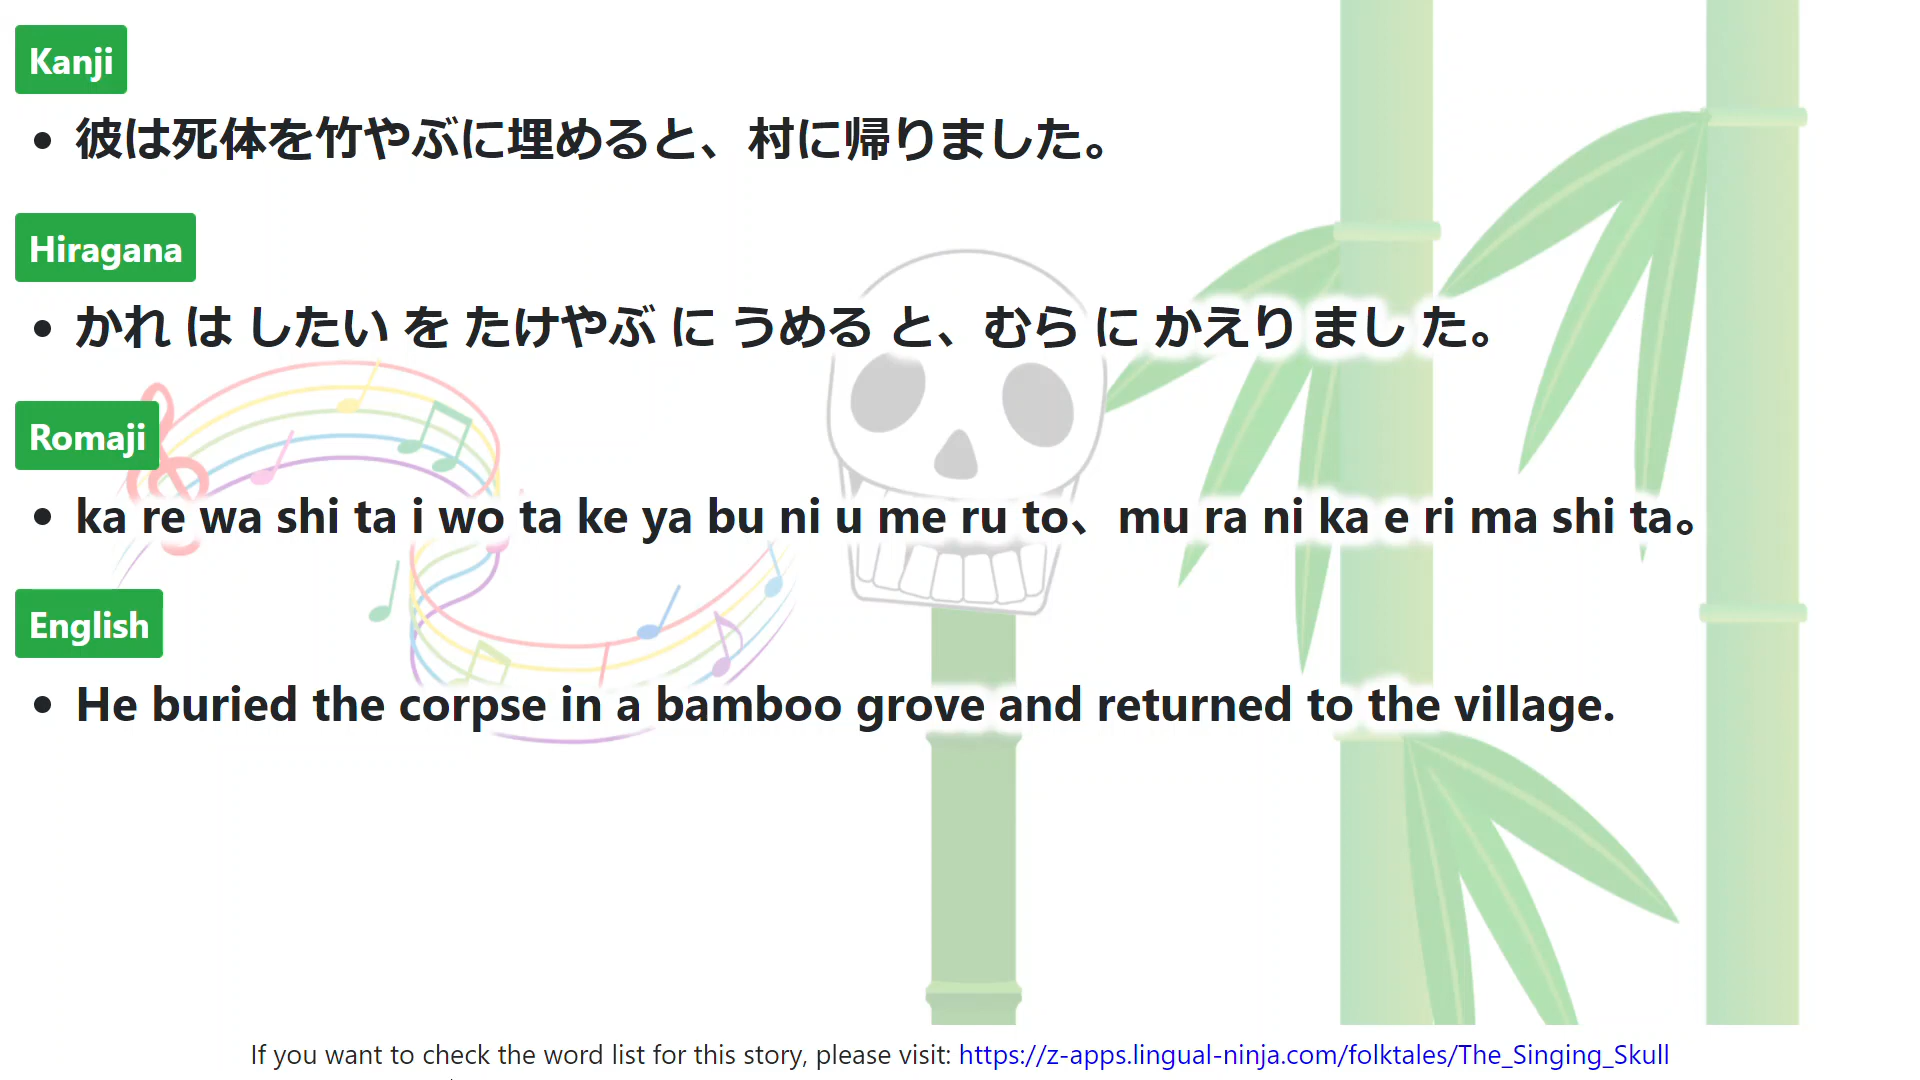 Kanji
• 彼は死体を竹やぶに埋めると、村に帰りました。
Hiragana
• かれ は したい を たけやぶ に うめる と、むら に かえり まし た。
Romaji
• ka re wa shi ta i wo ta ke ya bu ni u me ru to、mu ra ni ka e ri ma shi ta。
English
• He buried the corpse in a bamboo grove and returned to the village.
If you want to check the word list for this story, please visit: https://z-apps.lingual-ninja.com/folktales/The_Singing_Skull